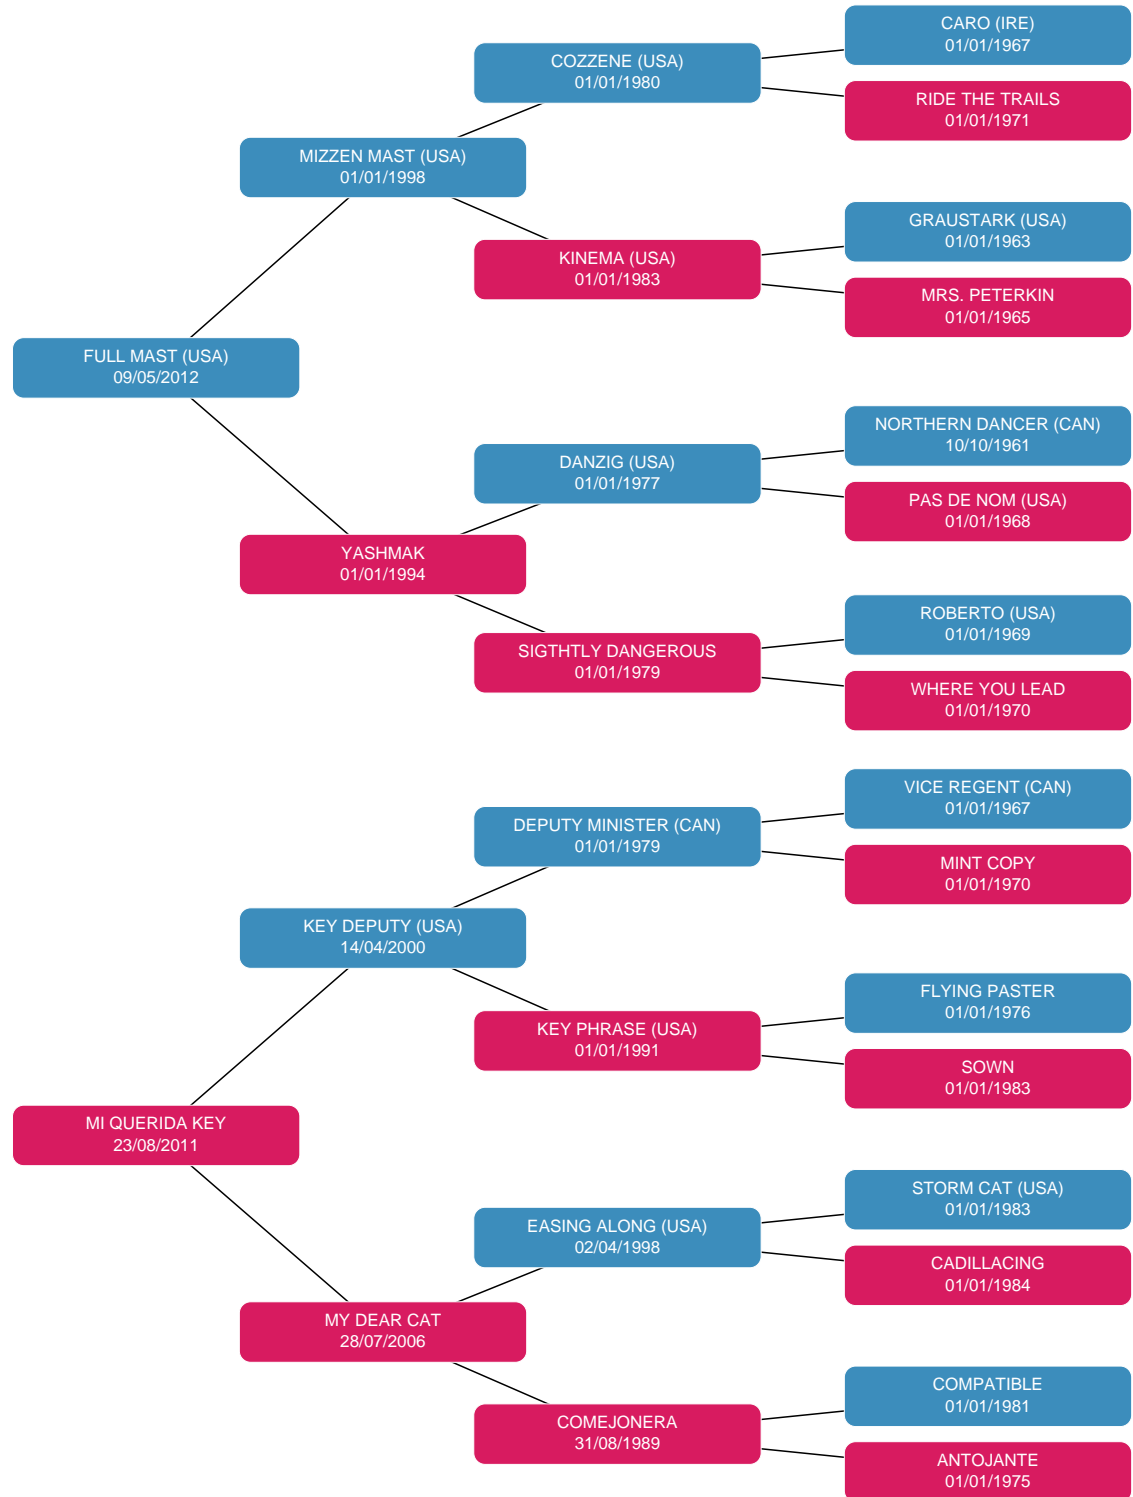 CARO (IRE)
01/01/1967
COZZENE (USA)
01/01/1980
RIDE THE TRAILS
01/01/1971
MIZZEN MAST (USA)
01/01/1998
GRAUSTARK (USA)
01/01/1963
KINEMA (USA)
01/01/1983
MRS. PETERKIN
01/01/1965
FULL MAST (USA)
09/05/2012
NORTHERN DANCER (CAN)
10/10/1961
DANZIG (USA)
01/01/1977
PAS DE NOM (USA)
01/01/1968
YASHMAK
01/01/1994
ROBERTO (USA)
01/01/1969
SIGTHTLY DANGEROUS
01/01/1979
WHERE YOU LEAD
01/01/1970
VICE REGENT (CAN)
01/01/1967
DEPUTY MINISTER (CAN)
01/01/1979
MINT COPY
01/01/1970
KEY DEPUTY (USA)
14/04/2000
FLYING PASTER
01/01/1976
KEY PHRASE (USA)
01/01/1991
SOWN
01/01/1983
MI QUERIDA KEY
23/08/2011
STORM CAT (USA)
01/01/1983
EASING ALONG (USA)
02/04/1998
CADILLACING
01/01/1984
MY DEAR CAT
28/07/2006
COMPATIBLE
01/01/1981
COMEJONERA
31/08/1989
ANTOJANTE
01/01/1975